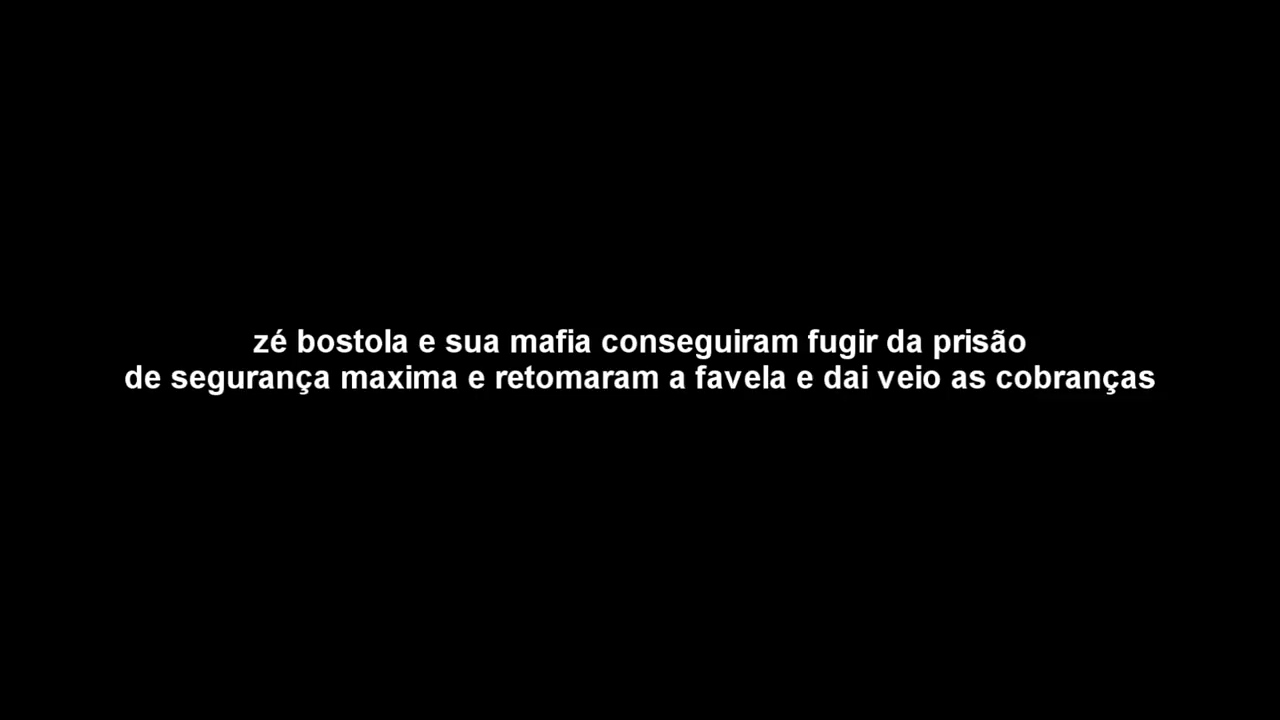 zé bostola e sua mafia conseguiram fugir da prisão
de segurança maxima e retomaram a favela e dai veio as cobranças